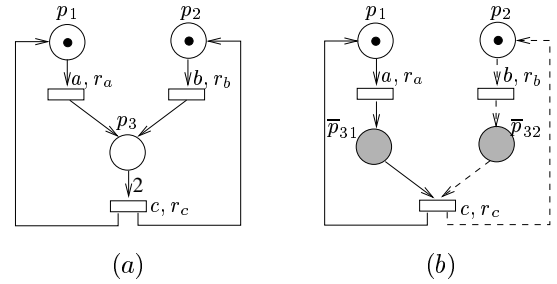 p1 p2 p1 p2
a, ra b, rb a, ra b, rb
p3 p̅31 p̅32
2
c, rc c, rc
(a) (b)